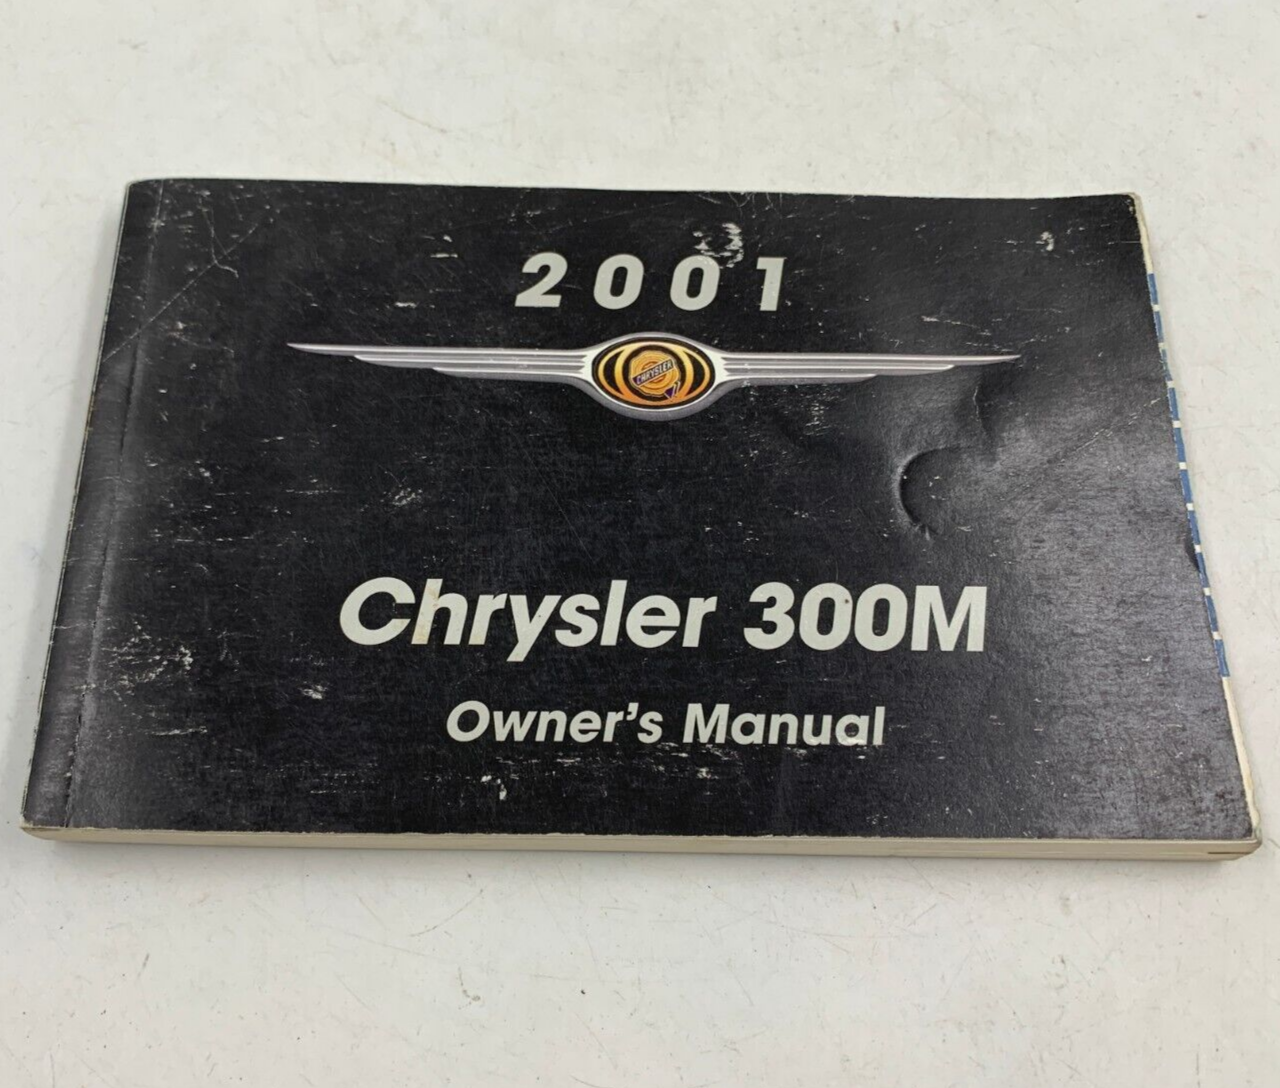 2001
CHRYSLER
Chrysler 300M
Owner's Manual